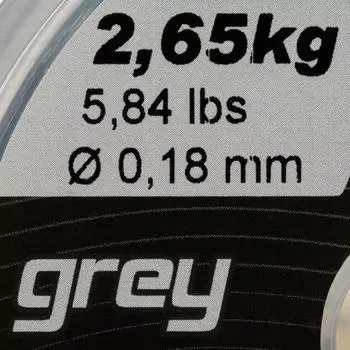 2,65kg
5,84 lbs
Ø 0,18 mm
grey